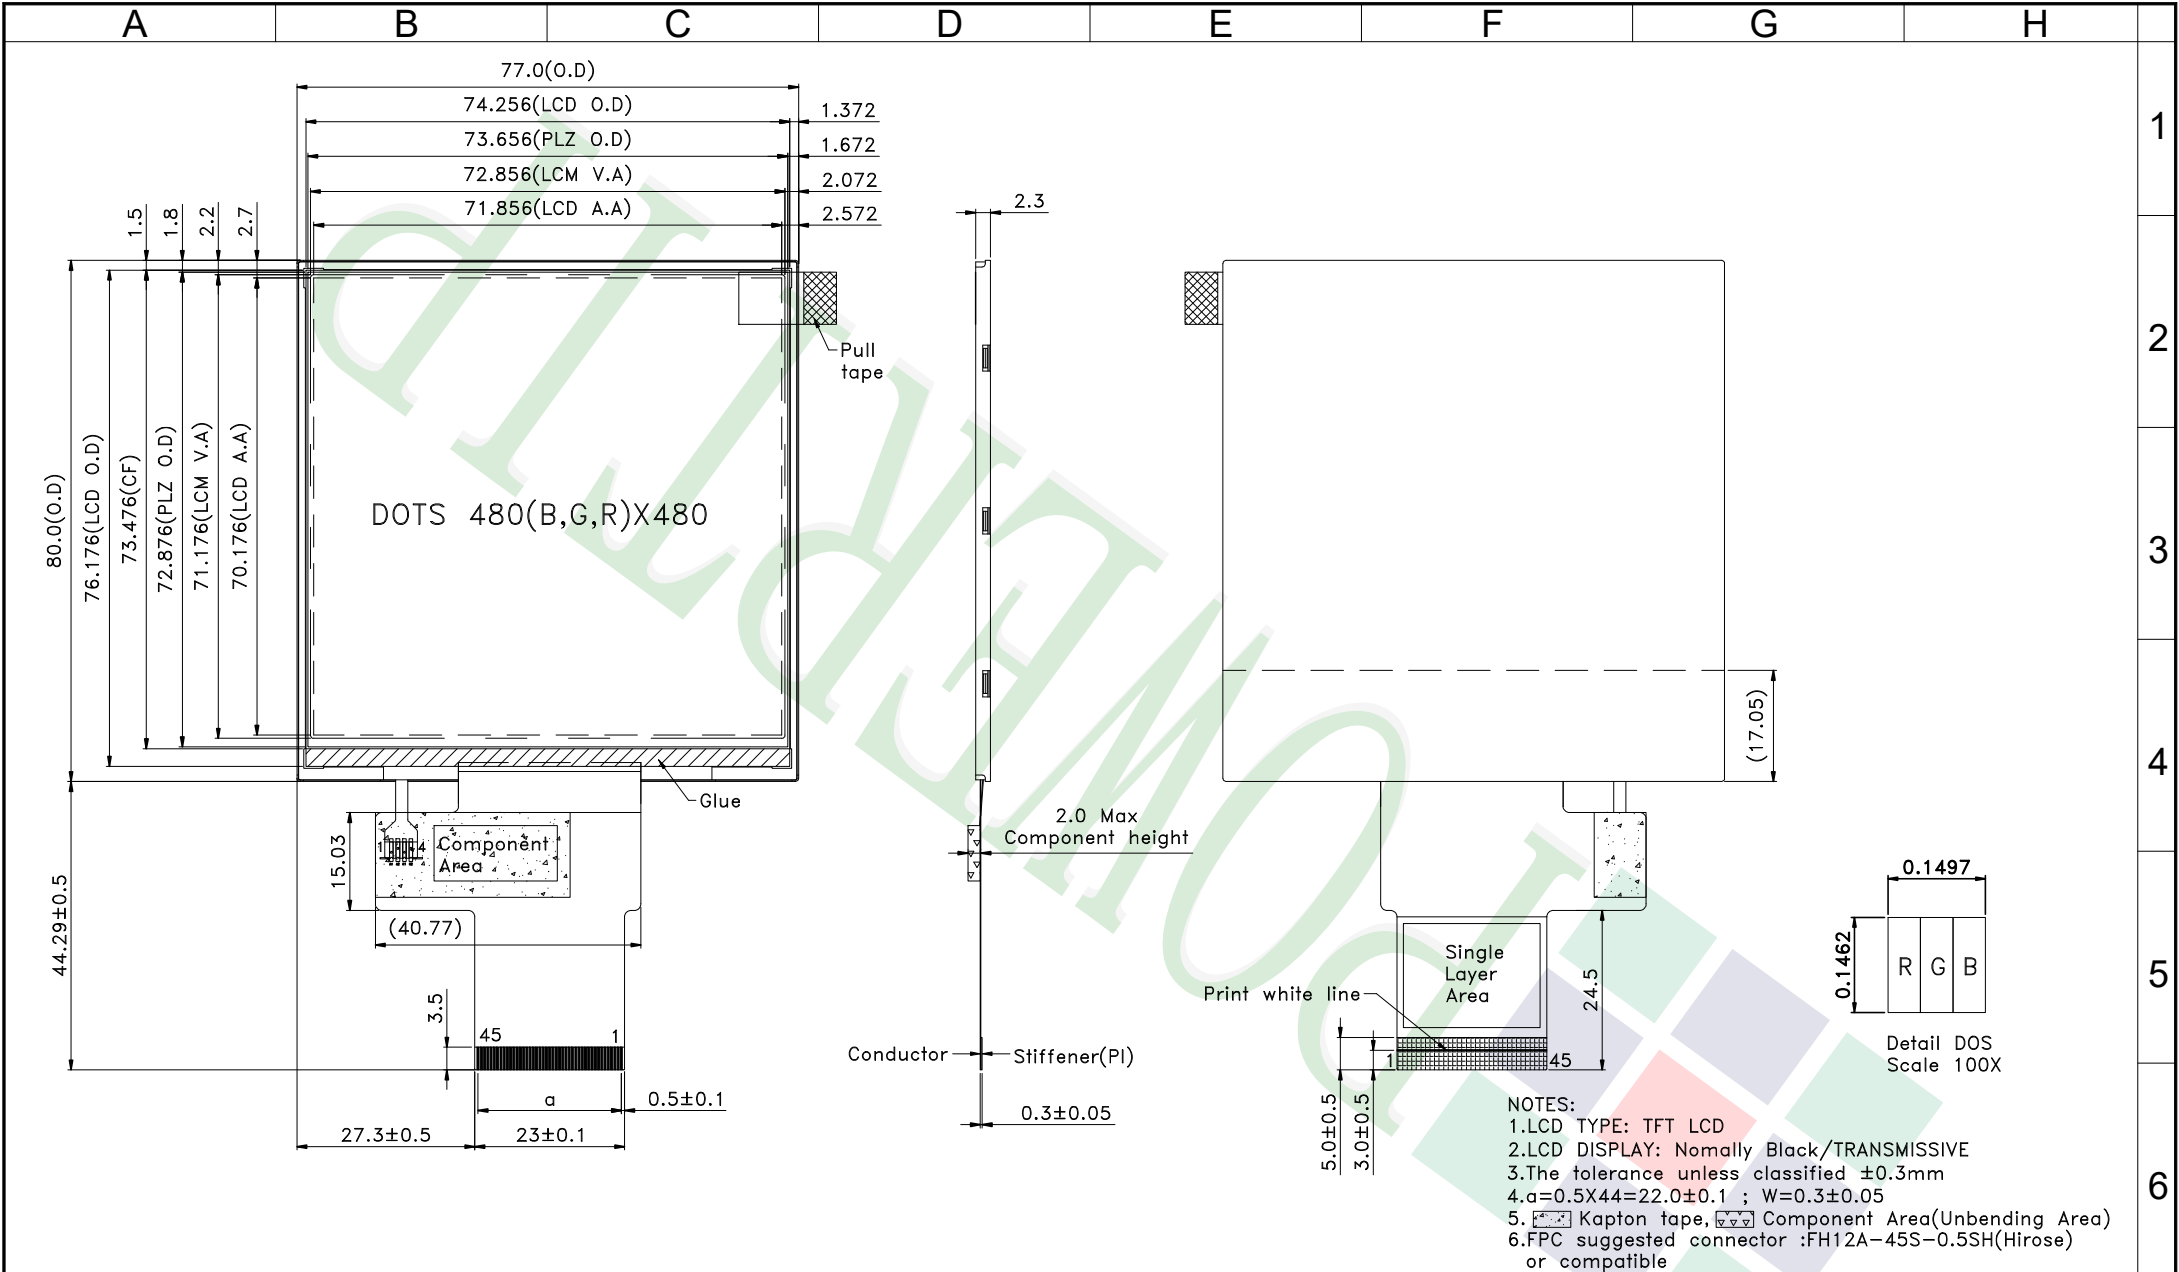 A B C D E F G H
1
2
3
4
5
6
77.0(O.D)
74.256(LCD O.D)
1.372
73.656(PLZ O.D)
1.672
72.856(LCM V.A)
2.072
71.856(LCD A.A)
2.572
1.5
1.8
2.2
2.7
80.0(O.D)
76.176(LCD O.D)
73.476(CF)
72.876(PLZ O.D)
71.176(LCM V.A)
70.176(LCD A.A)
DOTS 480(B,G,R)X480
Pull
tape
Glue
1 4
Component
Area
15.03
(40.77)
44.29±0.5
3.5
45 1
a
0.5±0.1
27.3±0.5
23±0.1
2.3
2.0 Max
Component height
Conductor
Stiffener(PI)
0.3±0.05
(17.05)
Single
Layer
Area
Print white line
24.5
1 45
5.0±0.5
3.0±0.5
0.1497
0.1462
R G B
Detail DOS
Scale 100X
NOTES:
1.LCD TYPE: TFT LCD
2.LCD DISPLAY: Nomally Black/TRANSMISSIVE
3.The tolerance unless classified ±0.3mm
4.a=0.5X44=22.0±0.1 ; W=0.3±0.05
5. Kapton tape, Component Area(Unbending Area)
6.FPC suggested connector :FH12A-45S-0.5SH(Hirose)
or compatible
POWERTIP